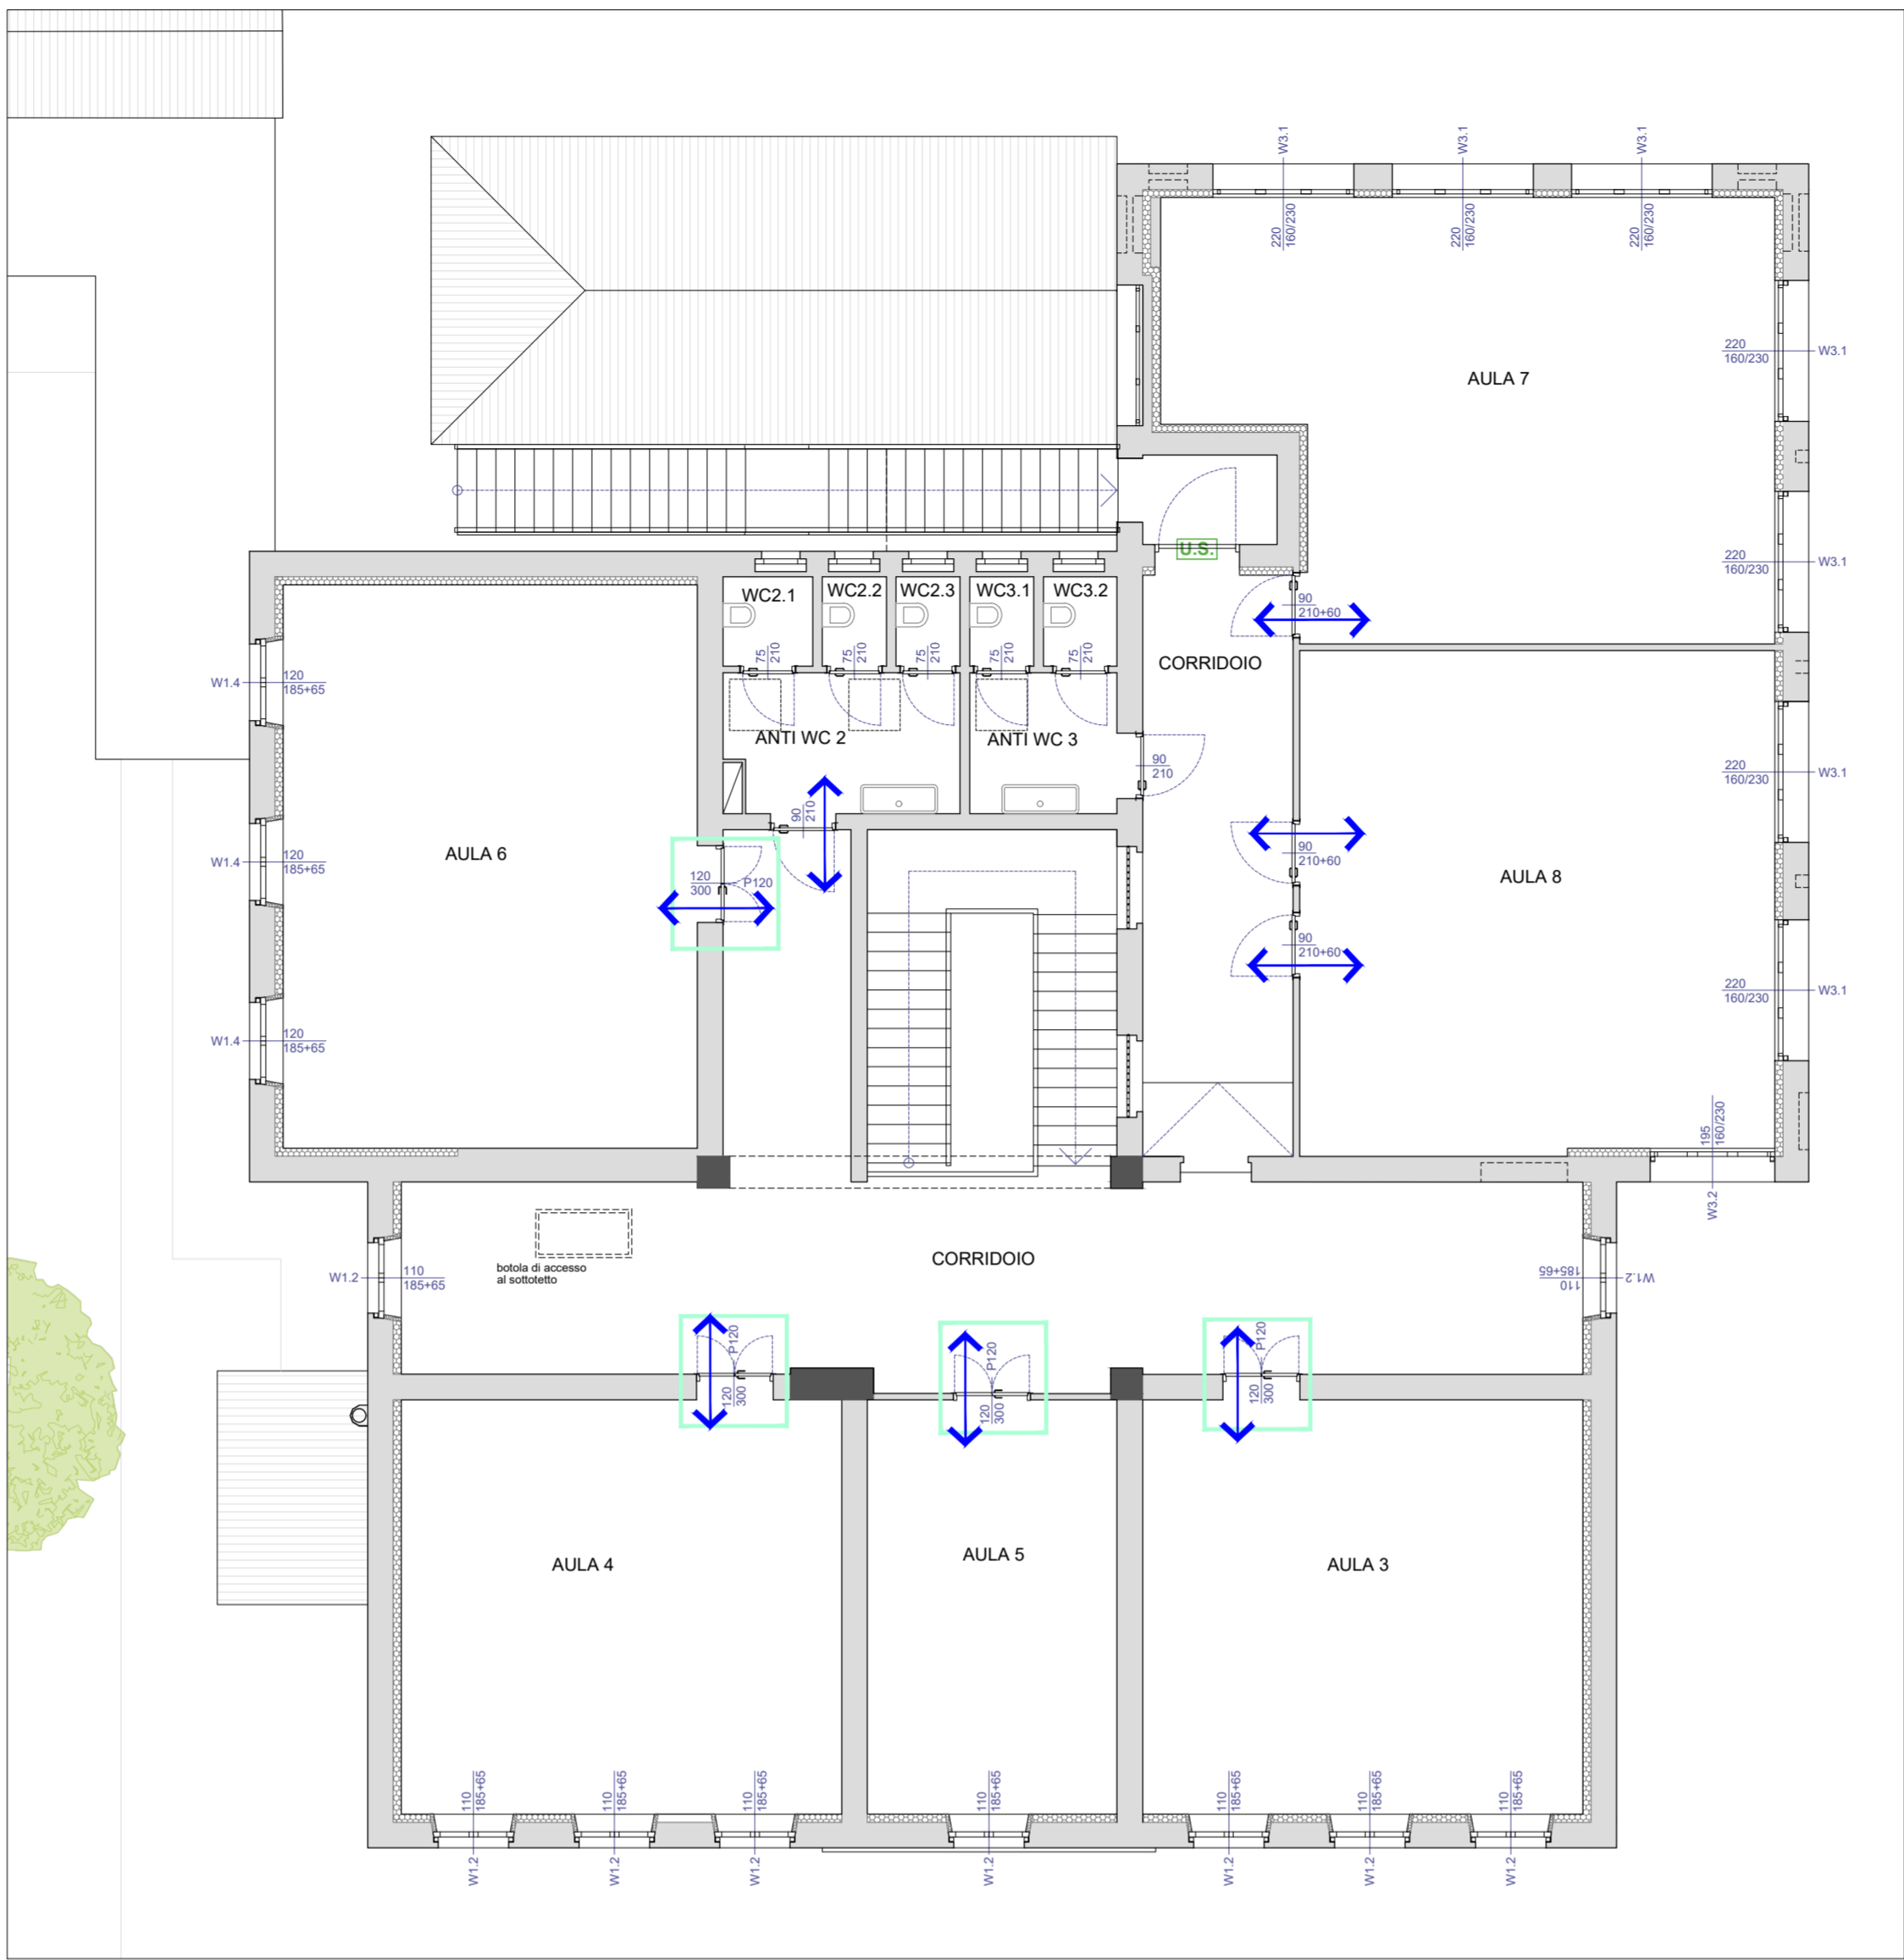 W3.1
W3.1
W3.1
220
160/230
220
160/230
220
160/230
AULA 7
220
160/230
W3.1
U.S.
220
160/230
W3.1
WC2.1
WC2.2
WC2.3
WC3.1
WC3.2
90
210+60
75
210
75
210
75
210
75
210
75
210
CORRIDOIO
W1.4
120
185+65
ANTI WC 2
ANTI WC 3
90
210
220
160/230
W3.1
90
210
AULA 6
W1.4
120
185+65
120
300
P120
90
210+60
AULA 8
90
210+60
220
160/230
W3.1
W1.4
120
185+65
195
160/230
W3.2
CORRIDOIO
botola di accesso
al sottotetto
W1.2
110
185+65
110
185+65
W1.2
P120
120
300
P120
120
300
P120
120
300
AULA 4
AULA 5
AULA 3
110
185+65
110
185+65
110
185+65
110
185+65
110
185+65
110
185+65
110
185+65
W1.2
W1.2
W1.2
W1.2
W1.2
W1.2
W1.2